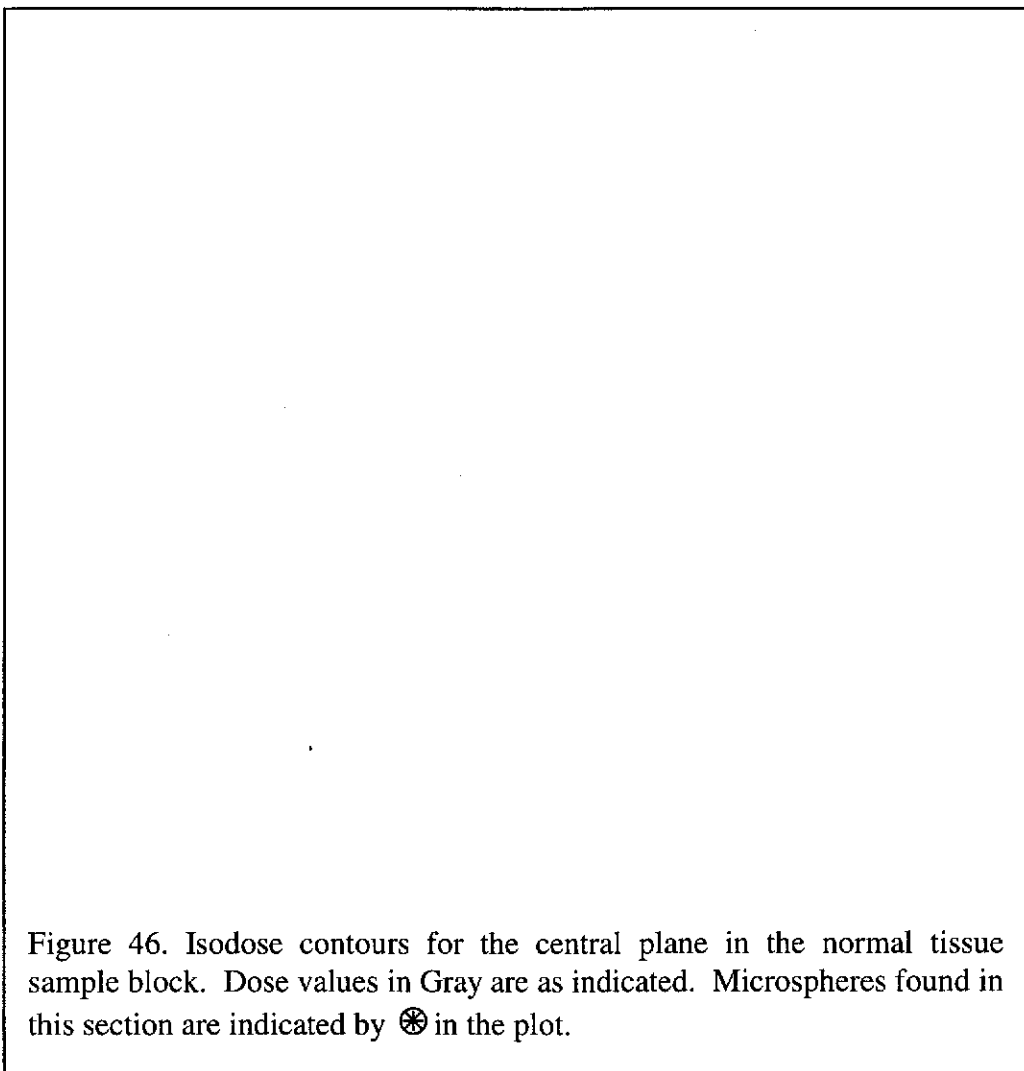 Figure 46. Isodose contours for the central plane in the normal tissue
sample block. Dose values in Gray are as indicated. Microspheres found in
this section are indicated by ⊛ in the plot.